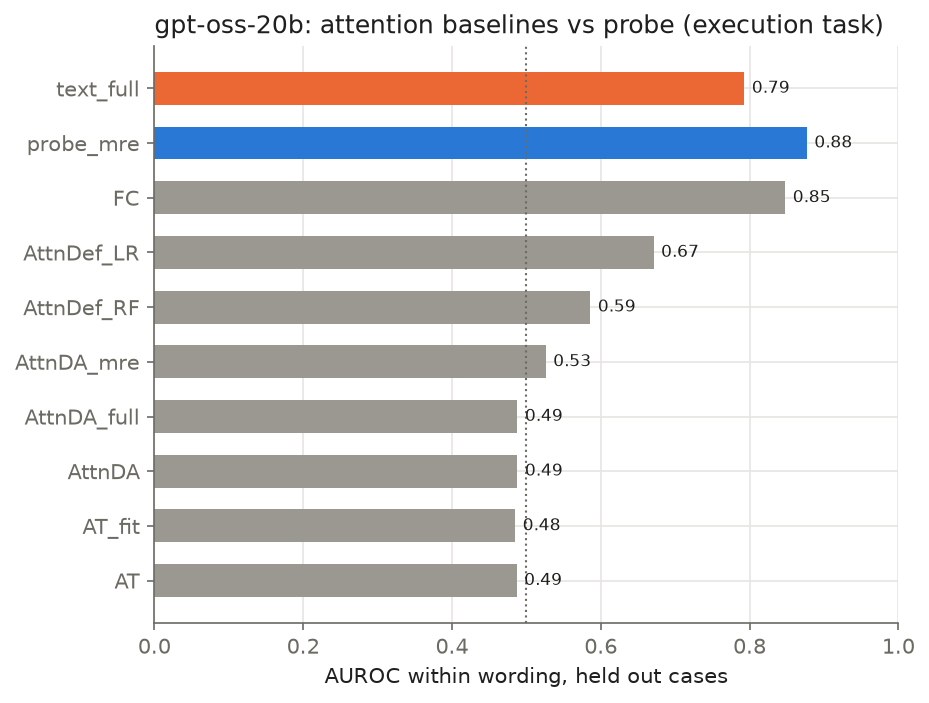 gpt-oss-20b: attention baselines vs probe (execution task)
text_full 0.79
probe_mre 0.88
FC 0.85
AttnDef_LR 0.67
AttnDef_RF 0.59
AttnDA_mre 0.53
AttnDA_full 0.49
AttnDA 0.49
AT_fit 0.48
AT 0.49
0.0 0.2 0.4 0.6 0.8 1.0
AUROC within wording, held out cases